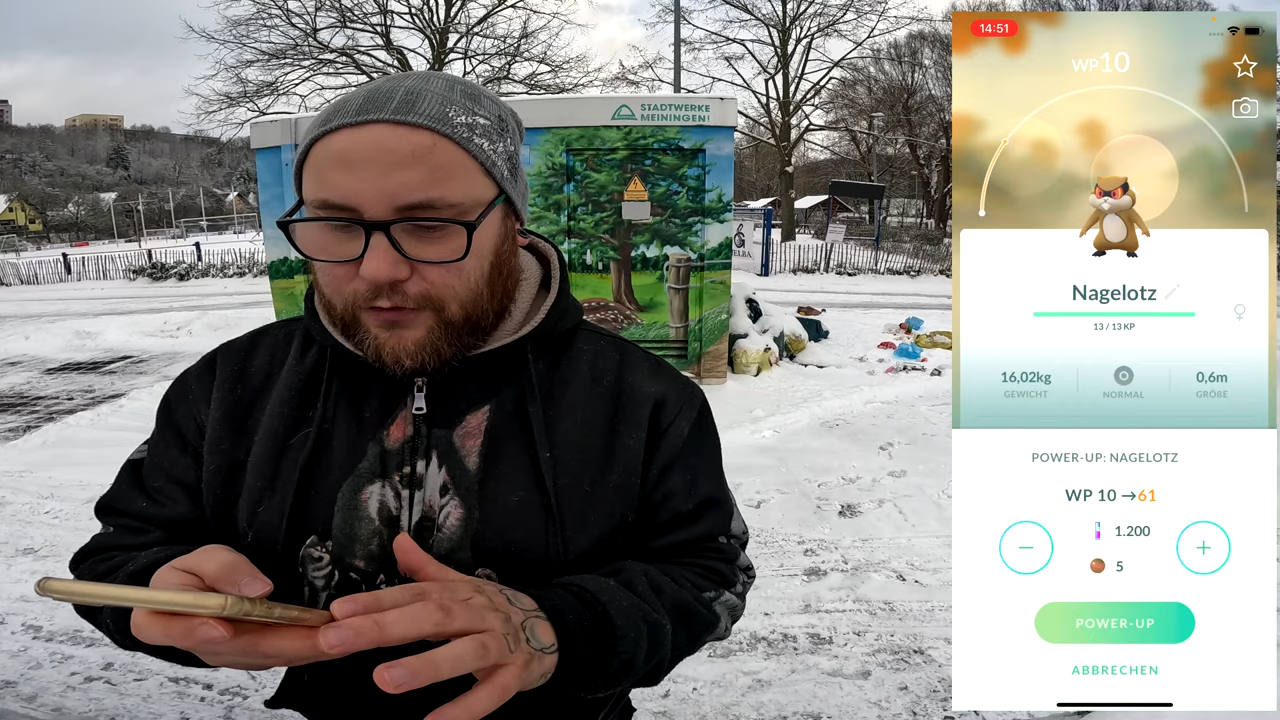 STADTWERKE
MEININGEN!
14:51
WP10
Nagelotz
13 / 13 KP
16,02kg
GEWICHT
NORMAL
0,6m
GRÖßE
POWER-UP: NAGELOTZ
WP 10 →61
1.200
5
POWER-UP
ABBRECHEN